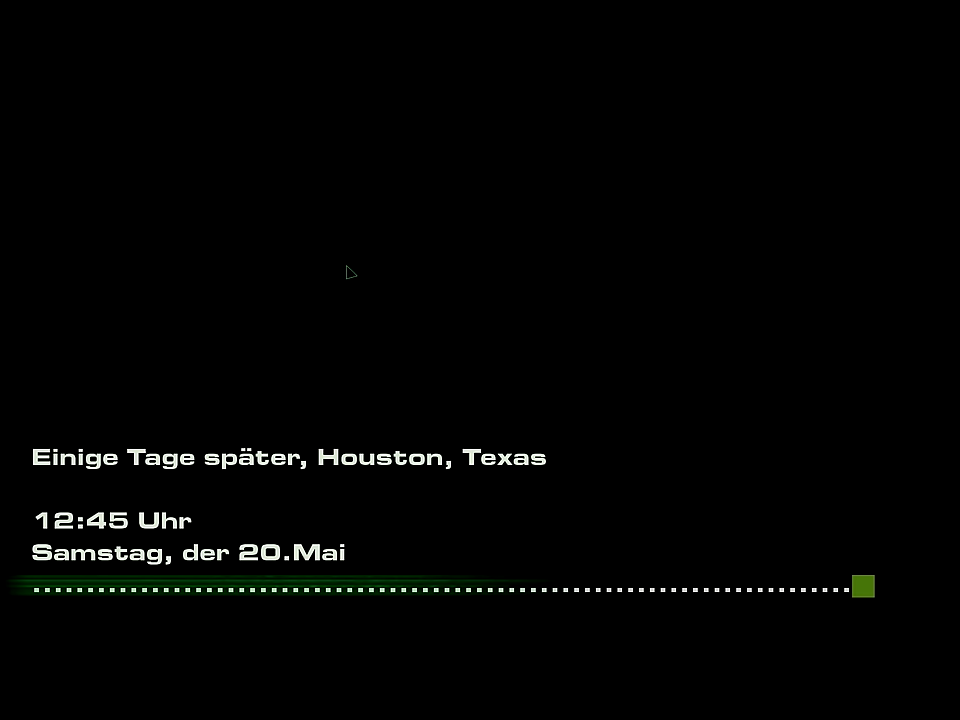 Einige Tage später, Houston, Texas
12:45 Uhr
Samstag, der 20.Mai